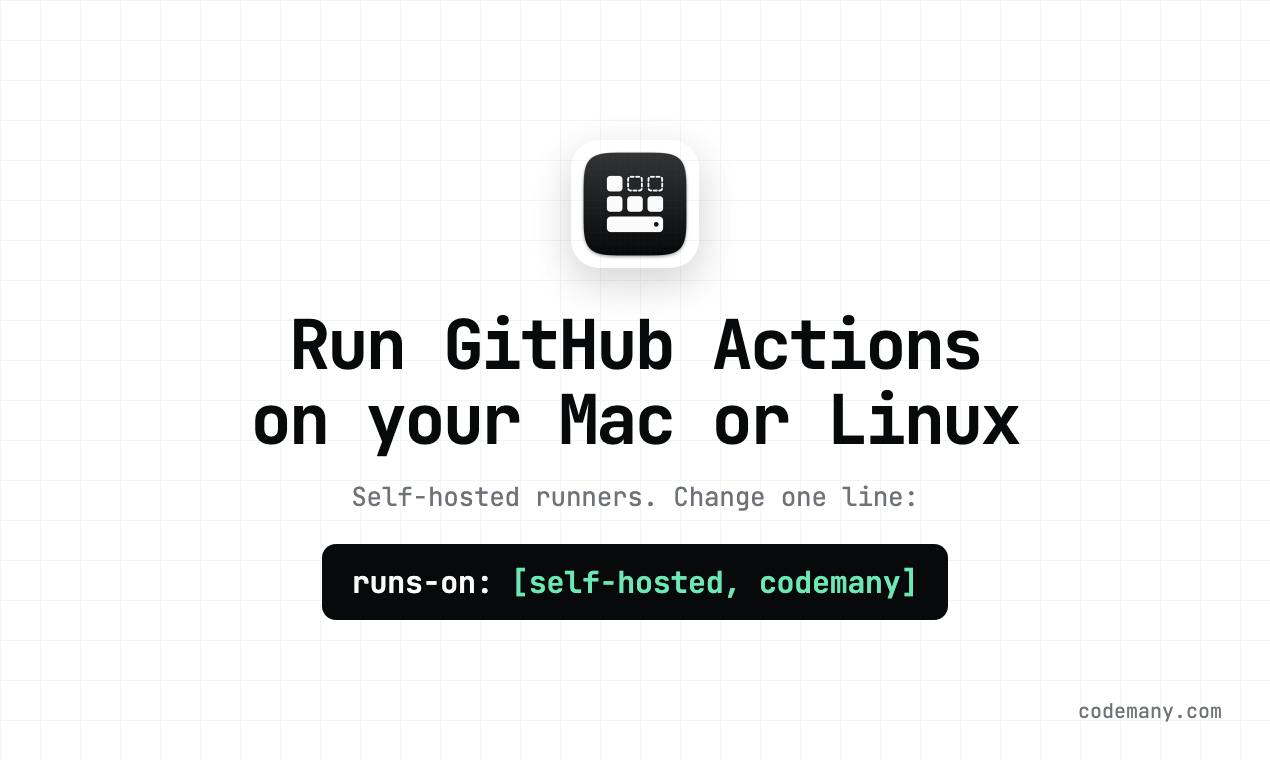 Run GitHub Actions
on your Mac or Linux
Self-hosted runners. Change one line:
runs-on: [self-hosted, codemany]
codemany.com